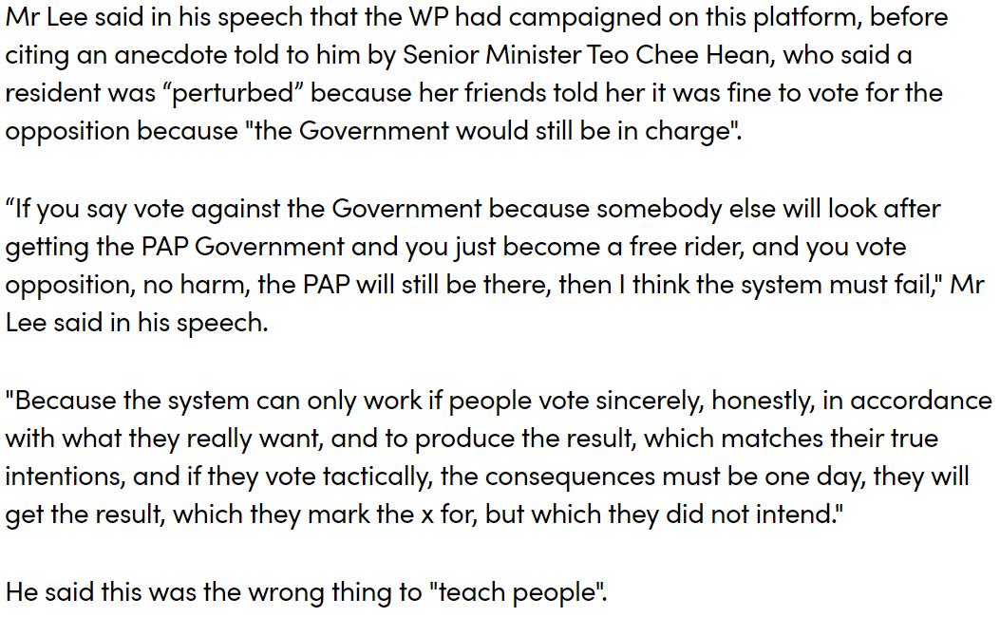 Mr Lee said in his speech that the WP had campaigned on this platform, before
citing an anecdote told to him by Senior Minister Teo Chee Hean, who said a
resident was “perturbed” because her friends told her it was fine to vote for the
opposition because "the Government would still be in charge".
“If you say vote against the Government because somebody else will look after
getting the PAP Government and you just become a free rider, and you vote
opposition, no harm, the PAP will still be there, then I think the system must fail," Mr
Lee said in his speech.
"Because the system can only work if people vote sincerely, honestly, in accordance
with what they really want, and to produce the result, which matches their true
intentions, and if they vote tactically, the consequences must be one day, they will
get the result, which they mark the x for, but which they did not intend."
He said this was the wrong thing to "teach people".